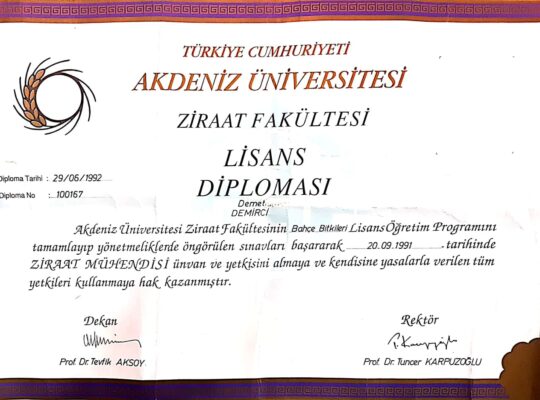 TÜRKİYE CUMHURİYETİ
AKDENİZ ÜNİVERSİTESİ
ZİRAAT FAKÜLTESİ
LİSANS
DİPLOMASI
Diploma Tarihi : 29/06/1992
Diploma No : 100167
Demet
DEMİRCİ
Akdeniz Üniversitesi Ziraat Fakültesinin Bahçe Bitkileri Lisans Öğretim Programını
tamamlayıp yönetmeliklerde öngörülen sınavları başararak 20.09.1991 tarihinde
ZİRAAT MÜHENDİSİ ünvan ve yetkisini almaya ve kendisine yasalarla verilen tüm
yetkileri kullanmaya hak kazanmıştır.
Dekan
Rektör
Prof. Dr. Tevfik AKSOY
Prof. Dr. Tuncer KARPUZOĞLU